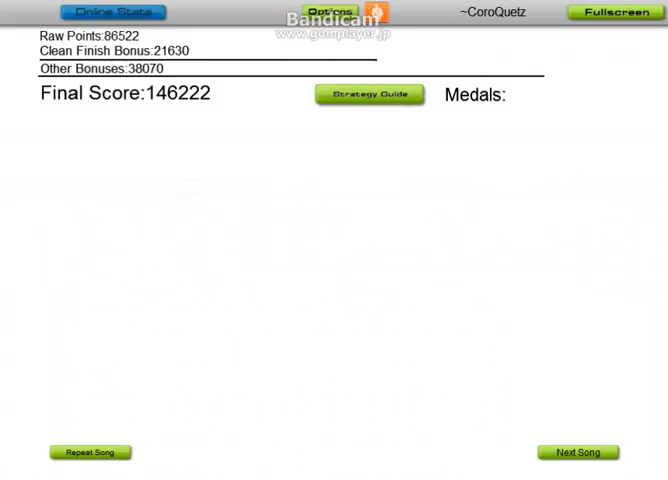 Online Stats
Options
~CoroQuetz
Fullscreen
Bandicam
www.gomplayer.jp
Raw Points:86522
Clean Finish Bonus:21630
Other Bonuses:38070
Final Score:146222
Strategy Guide
Medals:
Repeat Song
Next Song